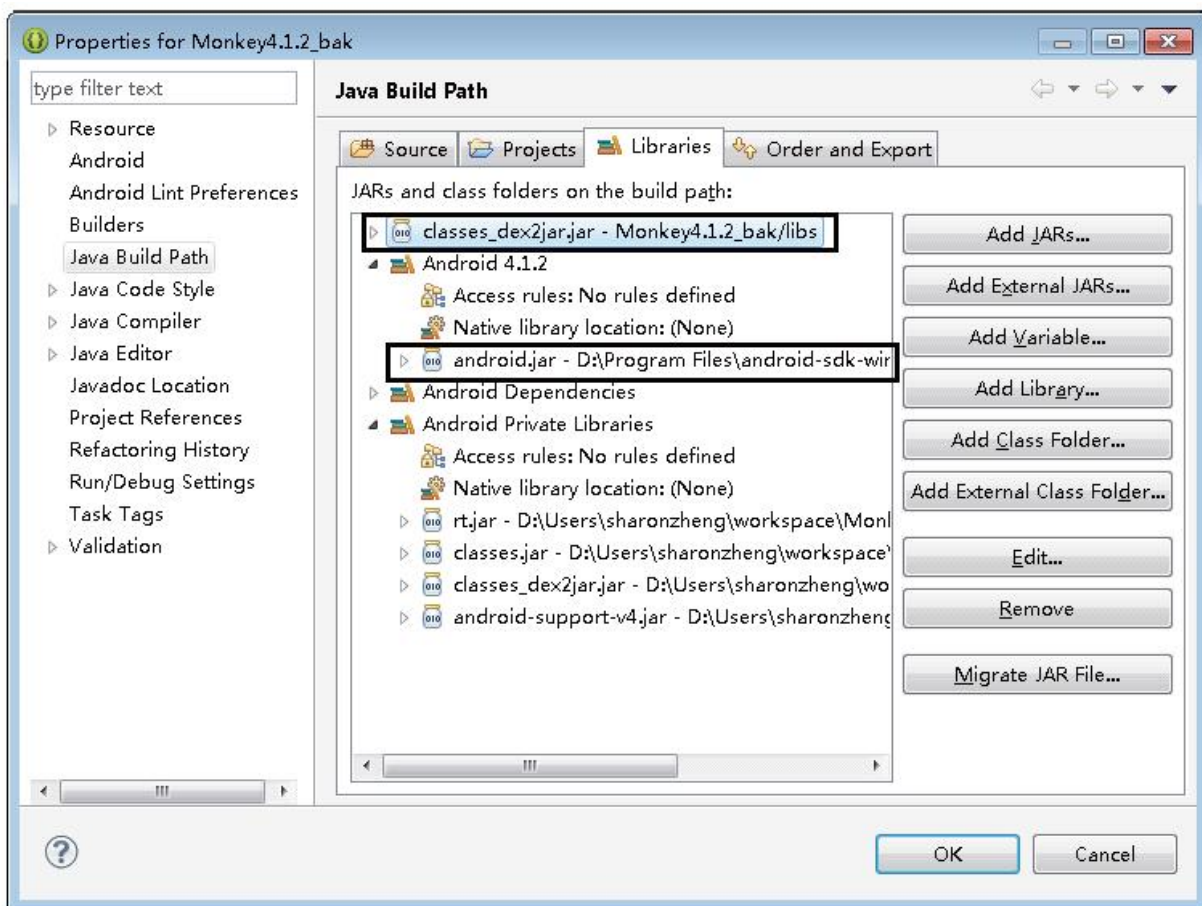 Properties for Monkey4.1.2_bak
type filter text
Resource
Android
Android Lint Preferences
Builders
Java Build Path
Java Code Style
Java Compiler
Java Editor
Javadoc Location
Project References
Refactoring History
Run/Debug Settings
Task Tags
Validation
Java Build Path
Source
Projects
Libraries
Order and Export
JARs and class folders on the build path:
classes_dex2jar.jar - Monkey4.1.2_bak/libs
Android 4.1.2
Access rules: No rules defined
Native library location: (None)
android.jar - D:\Program Files\android-sdk-wir
Android Dependencies
Android Private Libraries
Access rules: No rules defined
Native library location: (None)
rt.jar - D:\Users\sharonzheng\workspace\Monl
classes.jar - D:\Users\sharonzheng\workspace'
classes_dex2jar.jar - D:\Users\sharonzheng\wo
android-support-v4.jar - D:\Users\sharonzheng
Add JARs...
Add External JARs...
Add Variable...
Add Library...
Add Class Folder...
Add External Class Folder...
Edit...
Remove
Migrate JAR File...
OK
Cancel